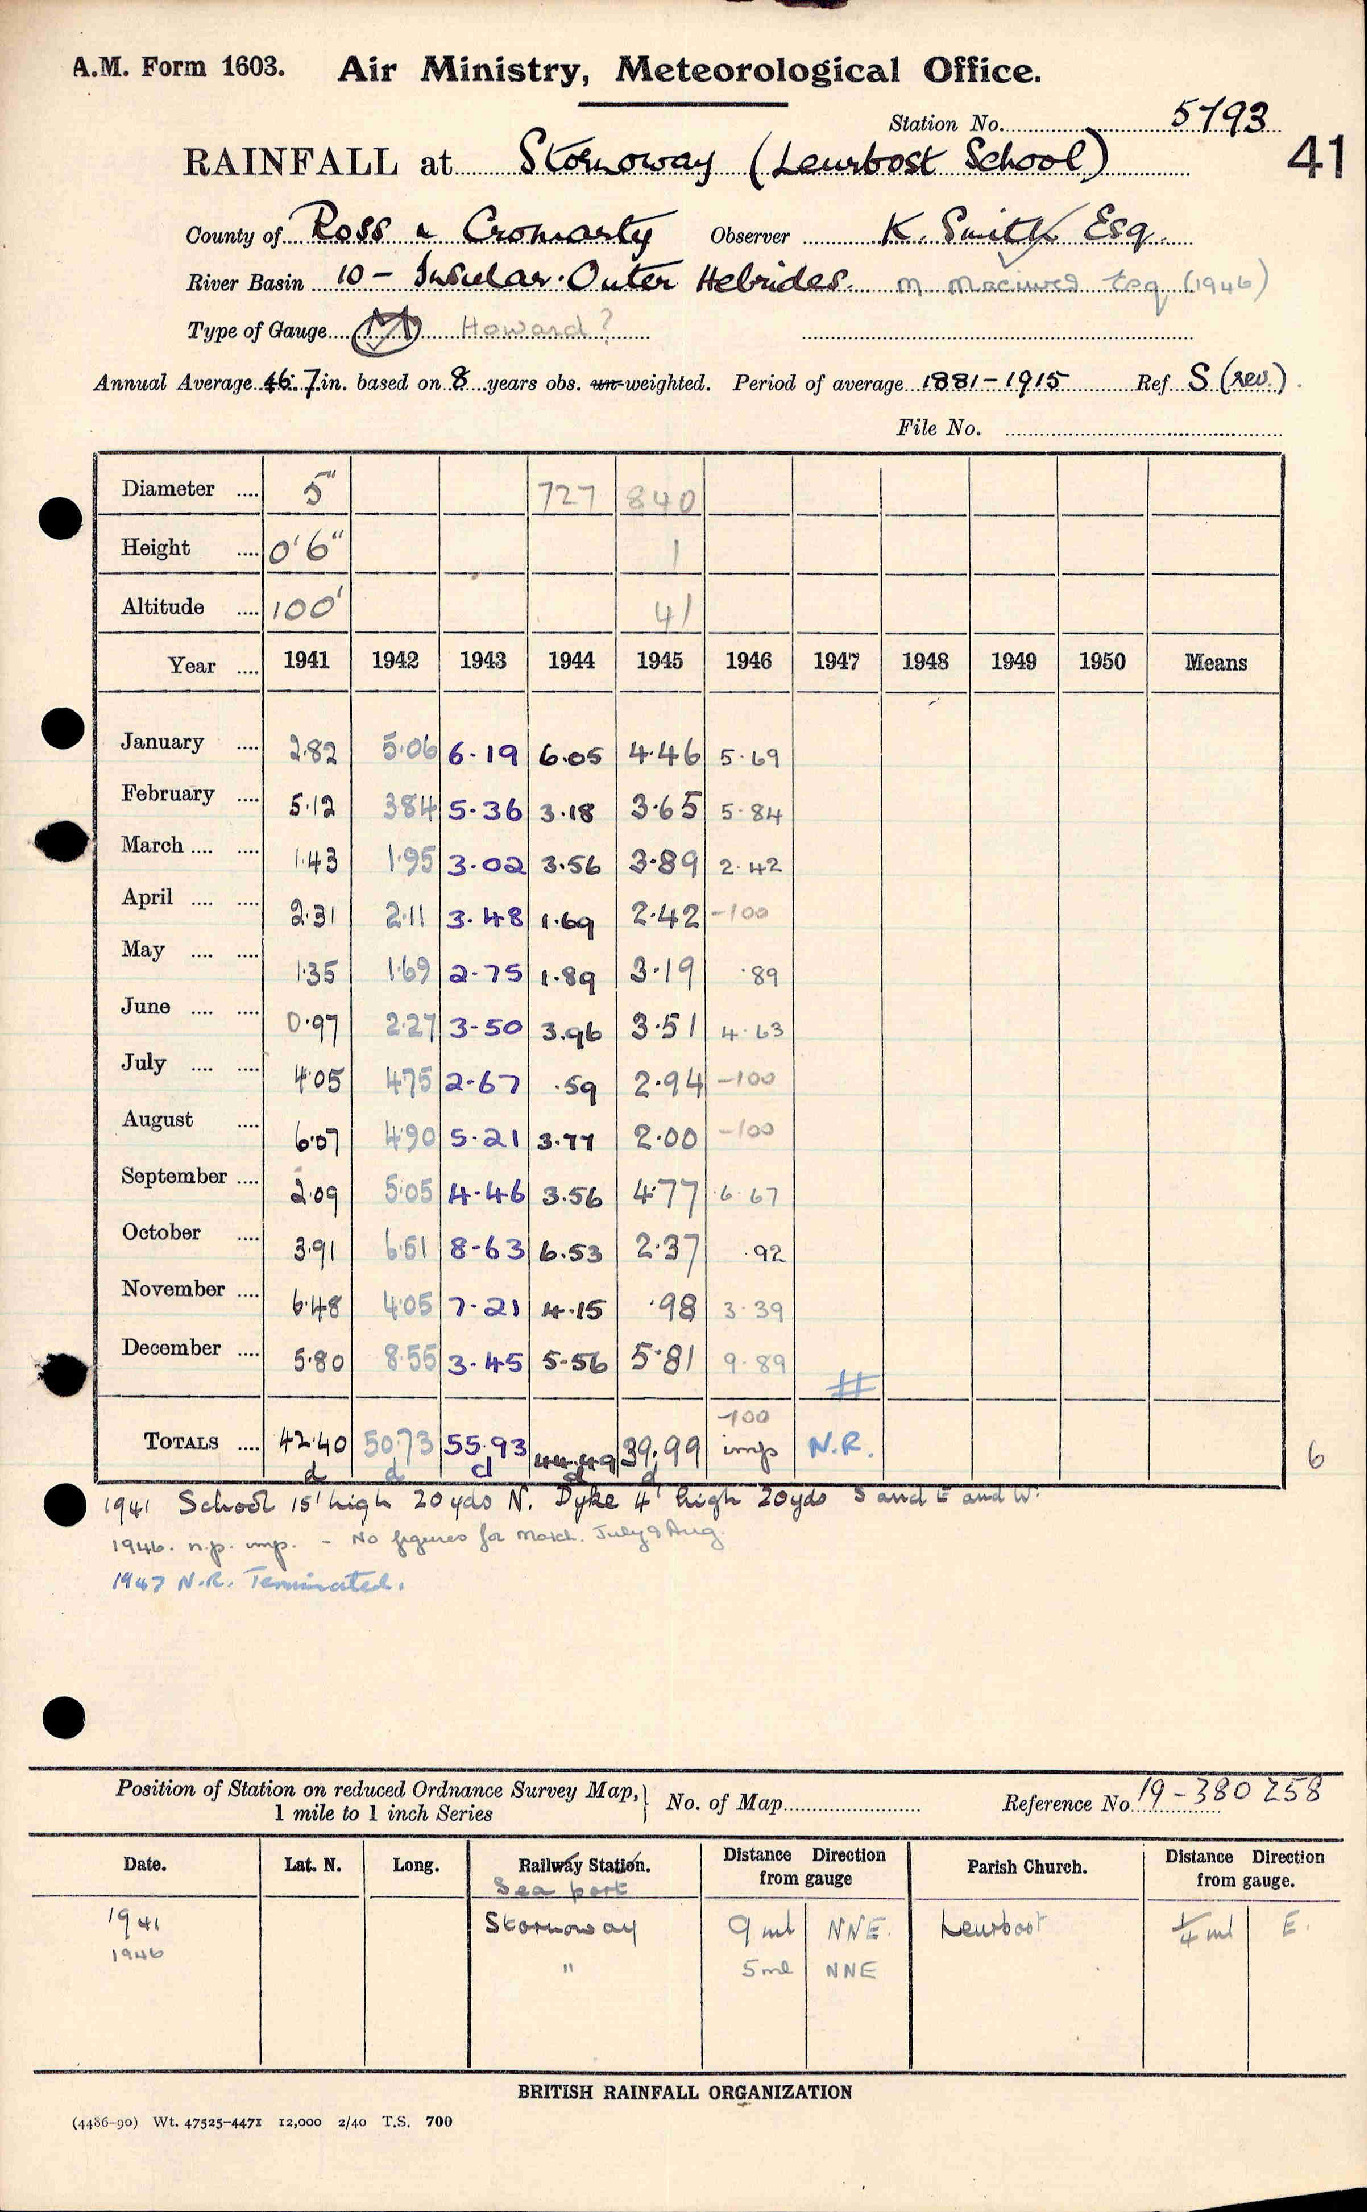 A.M. Form 1603. Air Ministry, Meteorological Office.
Station No. 5793
RAINFALL at Stornoway (Leurbost School) 41
County of Ross & Cromarty Observer K. Smith Esq.
River Basin 10 - Insular. Outer Hebrides. M. Esq (1946)
Type of Gauge M Howard?
Annual Average 46.7 in. based on 8 years obs. un-weighted. Period of average 1881-1915 Ref S (rev.)
File No.
Diameter .... 5" 727 840
Height .... 0'6" 1
Altitude .... 100' 41
Year .... 1941 1942 1943 1944 1945 1946 1947 1948 1949 1950 Means
January .... 2.82 5.06 6.19 6.05 4.46 5.69
February .... 5.12 3.84 5.36 3.18 3.65 5.84
March .... .... 1.43 1.95 3.02 3.56 3.89 2.42
April .... .... 2.31 2.11 3.48 1.69 2.42 -100
May .... .... 1.35 1.69 2.75 1.89 3.19 .89
June .... .... 0.97 2.27 3.50 3.96 3.51 4.63
July .... .... 4.05 4.75 2.67 .59 2.94 -100
August .... 6.07 4.90 5.21 3.77 2.00 -100
September .... 2.09 5.05 4.46 3.56 4.77 6.67
October .... 3.91 6.51 8.63 6.53 2.37 .92
November .... 6.48 4.05 7.21 4.15 .98 3.39
December .... 5.80 8.55 3.45 5.56 5.81 9.89 #
-100
TOTALS .... 42.40 50.73 55.93 44.49 39.99 imp N.R. 6
d d d d d
1941 School 15' high 20yds N. Dyke 4' high 20yds S and E and W.
1946. n.p. imp. - No figures for March. July & Aug.
1947 N.R. Terminated.
Position of Station on reduced Ordnance Survey Map, 1 mile to 1 inch Series } No. of Map Reference No 19-380 258
Date. Lat. N. Long. Railway Station. Distance from gauge Direction Parish Church. Distance from gauge. Direction
Sea port
1941 Stornoway 9 ml NNE. Leurbost 1/4 ml E.
1946 " 5 ml NNE
BRITISH RAINFALL ORGANIZATION
(4486-90) Wt. 47525-4471 12,000 2/40 T.S. 700